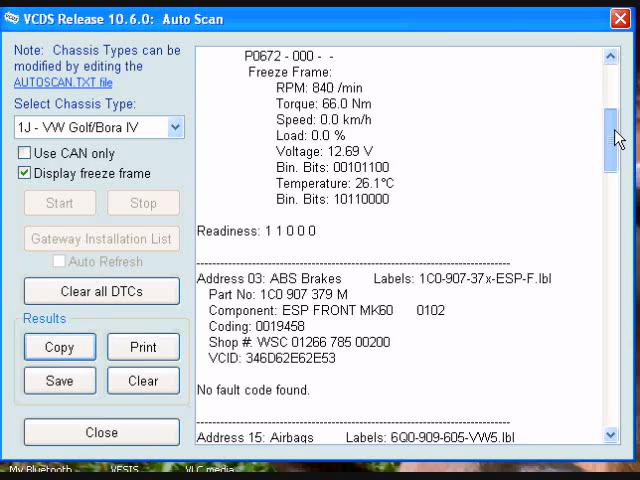 VCDS Release 10.6.0: Auto Scan
Note: Chassis Types can be
modified by editing the
AUTOSCAN.TXT file
Select Chassis Type:
1J - VW Golf/Bora IV
Use CAN only
Display freeze frame
Start
Stop
Gateway Installation List
Auto Refresh
Clear all DTCs
Results
Copy
Print
Save
Clear
Close
P0672 - 000 - -
Freeze Frame:
RPM: 840 /min
Torque: 66.0 Nm
Speed: 0.0 km/h
Load: 0.0 %
Voltage: 12.69 V
Bin. Bits: 00101100
Temperature: 26.1°C
Bin. Bits: 10110000
Readiness: 1 1 0 0 0
Address 03: ABS Brakes Labels: 1C0-907-37x-ESP-F.lbl
Part No: 1C0 907 379 M
Component: ESP FRONT MK60 0102
Coding: 0019458
Shop #: WSC 01266 785 00200
VCID: 346D62E62E53
No fault code found.
Address 15: Airbags Labels: 6Q0-909-605-VW5.lbl
My Bluetooth VESIS VLC media